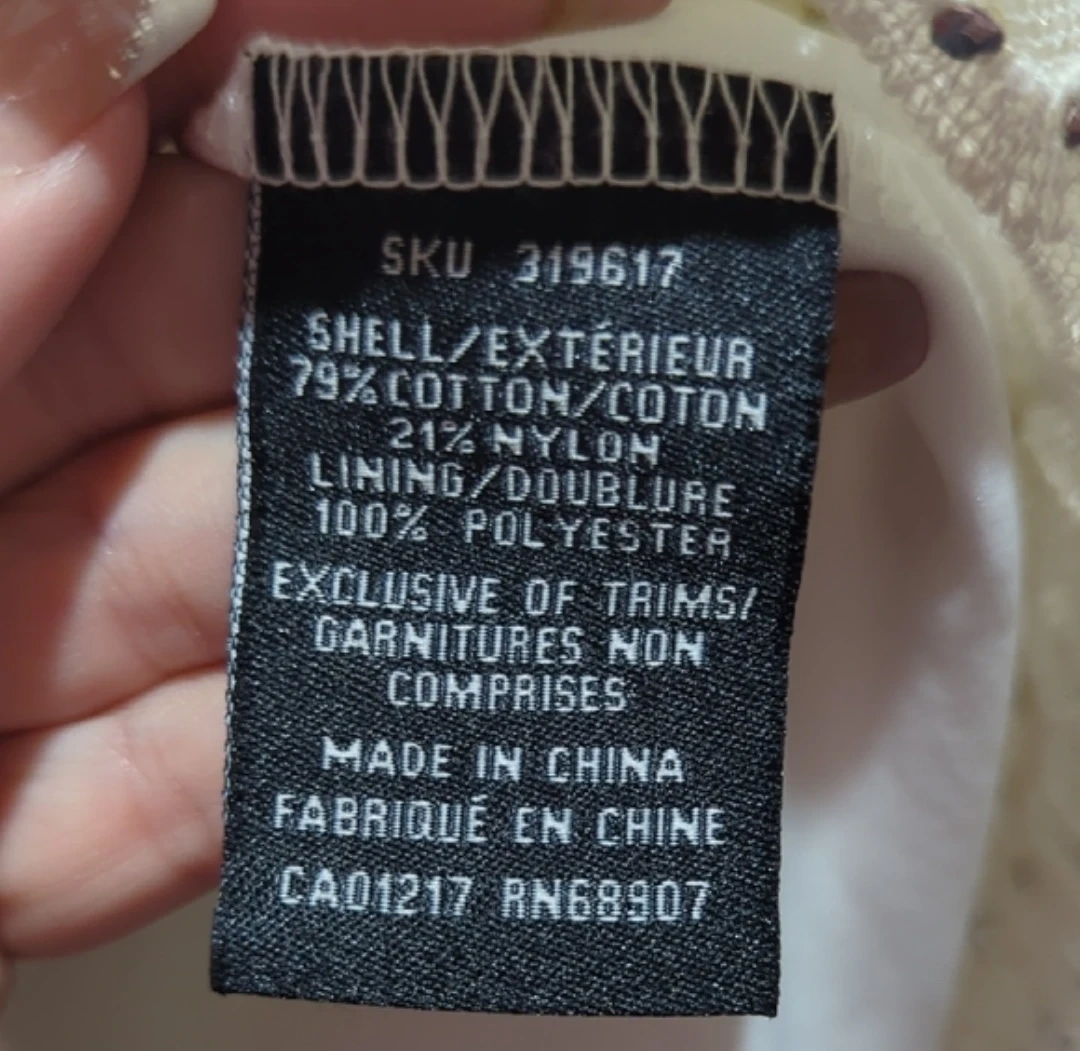 SKU 319617
SHELL/EXTÉRIEUR
79%COTTON/COTON
21% NYLON
LINING/DOUBLURE
100% POLYESTER
EXCLUSIVE OF TRIMS/
GARNITURES NON
COMPRISES
MADE IN CHINA
FABRIQUÉ EN CHINE
CA01217 RN68907